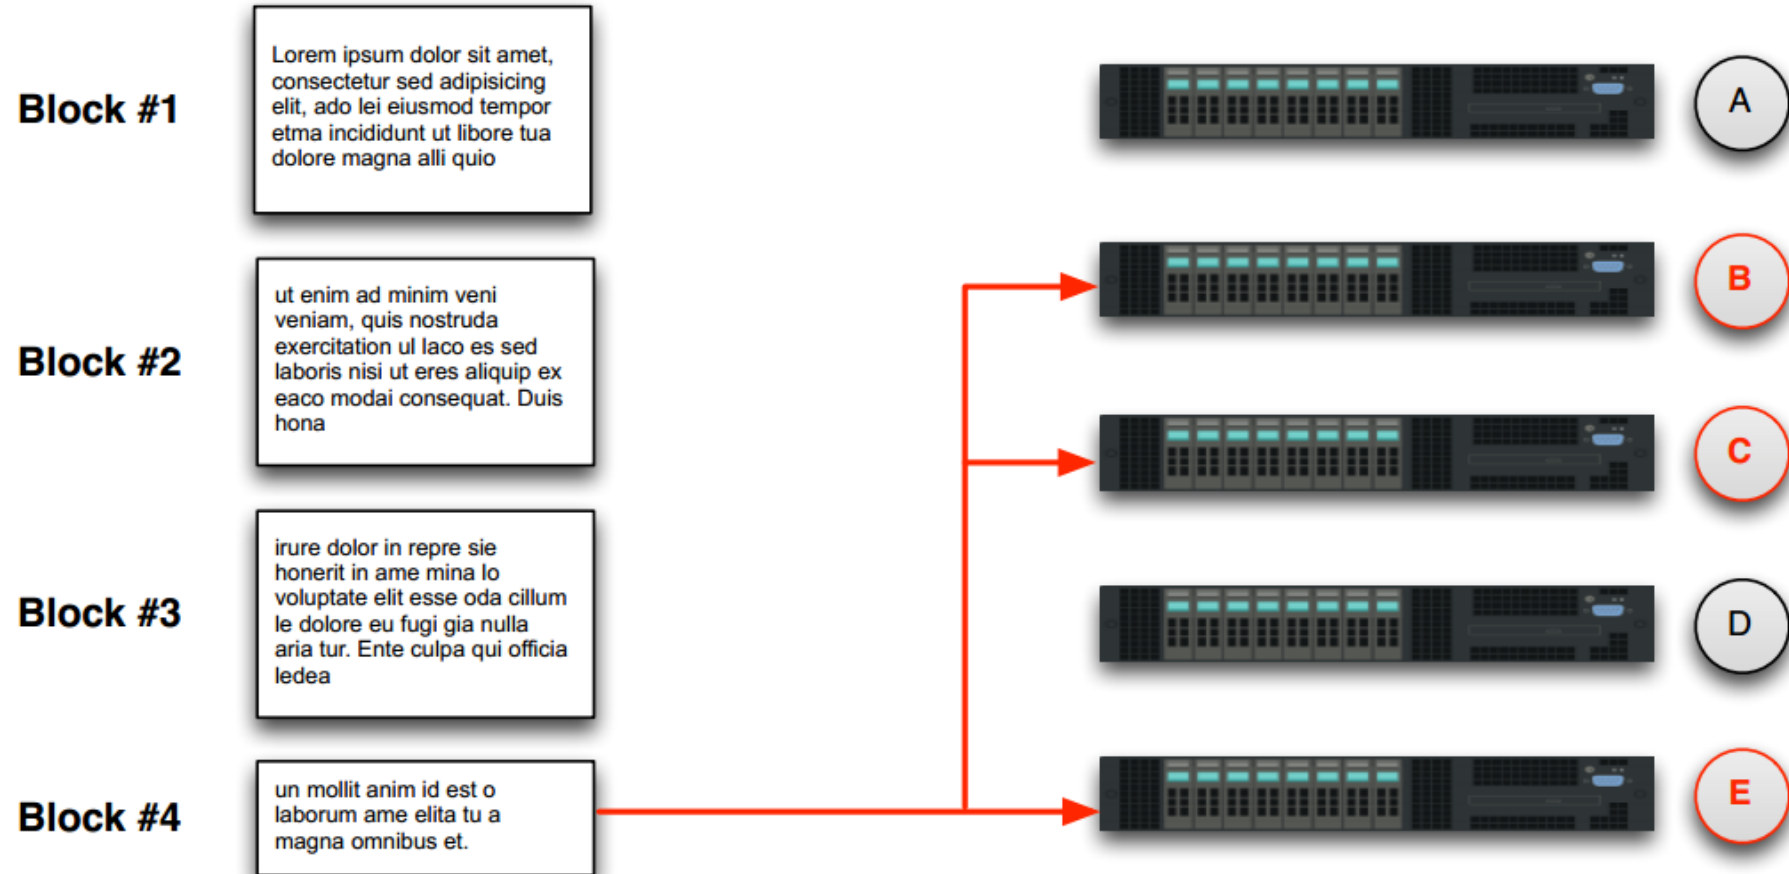 Block #1
Lorem ipsum dolor sit amet,
consectetur sed adipisicing
elit, ado lei eiusmod tempor
etma incididunt ut libore tua
dolore magna alli quio
A
Block #2
ut enim ad minim veni
veniam, quis nostruda
exercitation ul laco es sed
laboris nisi ut eres aliquip ex
eaco modai consequat. Duis
hona
B
C
Block #3
irure dolor in repre sie
honerit in ame mina lo
voluptate elit esse oda cillum
le dolore eu fugi gia nulla
aria tur. Ente culpa qui officia
ledea
D
Block #4
un mollit anim id est o
laborum ame elita tu a
magna omnibus et.
E